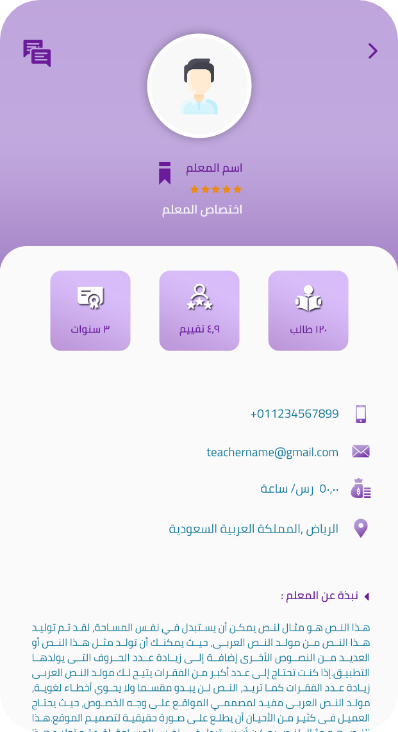 اسم المعلم
اختصاص المعلم
١٢٠ طالب
٤,٩ تقييم
٣ سنوات
+011234567899
teachername@gmail.com
٥٠,٠٠ رس/ ساعة
الرياض ,المملكة العربية السعودية
نبذة عن المعلم :
هذا النص هو مثال لنص يمكن أن يستبدل في نفس المساحة، لقد تم توليد
هذا النص من مولد النص العربى، حيث يمكنك أن تولد مثل هذا النص أو
العديد من النصوص الأخرى إضافة إلى زيادة عدد الحروف التى يولدها
التطبيق.إذا كنت تحتاج إلى عدد أكبر من الفقرات يتيح لك مولد النص العربى
زيادة عدد الفقرات كما تريد، النص لن يبدو مقسما ولا يحوي أخطاء لغوية،
مولد النص العربى مفيد لمصممي المواقع على وجه الخصوص، حيث يحتاج
العميل فى كثير من الأحيان أن يطلع على صورة حقيقية لتصميم الموقع.هذا